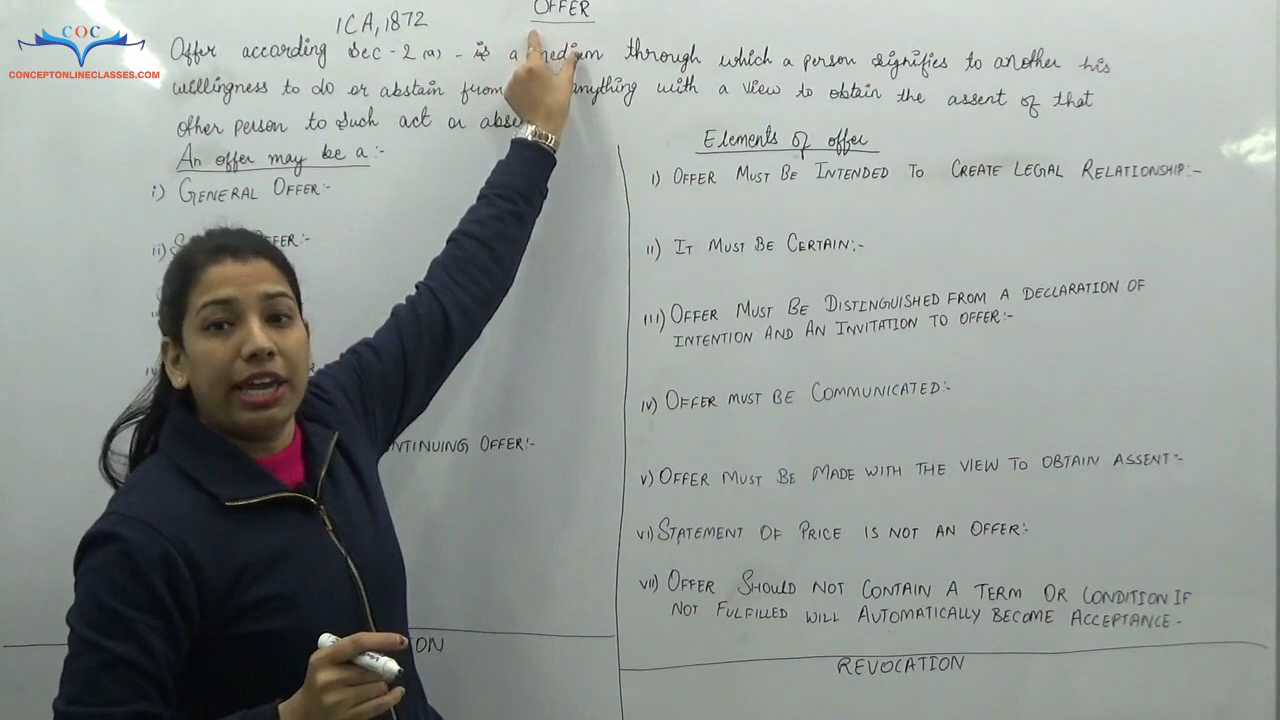 COC
CONCEPTONLINECLASSES.COM
ICA, 1872
OFFER
Offer according Sec - 2 (a) - is a medium through which a person signifies to another his
willingness to do or abstain from anything with a view to obtain the assent of that
other person to such act or abs
An offer may be a:-
i) GENERAL OFFER:-
ii) S OFFER:-
NTINUING OFFER:-
ON
Elements of offer
I) OFFER MUST BE INTENDED TO CREATE LEGAL RELATIONSHIP:-
II) IT MUST BE CERTAIN:-
III) OFFER MUST BE DISTINGUISHED FROM A DECLARATION OF
INTENTION AND AN INVITATION TO OFFER:-
IV) OFFER MUST BE COMMUNICATED:-
V) OFFER MUST BE MADE WITH THE VIEW TO OBTAIN ASSENT:-
VI) STATEMENT OF PRICE IS NOT AN OFFER:-
VII) OFFER SHOULD NOT CONTAIN A TERM OR CONDITION IF
NOT FULFILLED WILL AUTOMATICALLY BECOME ACCEPTANCE-
REVOCATION